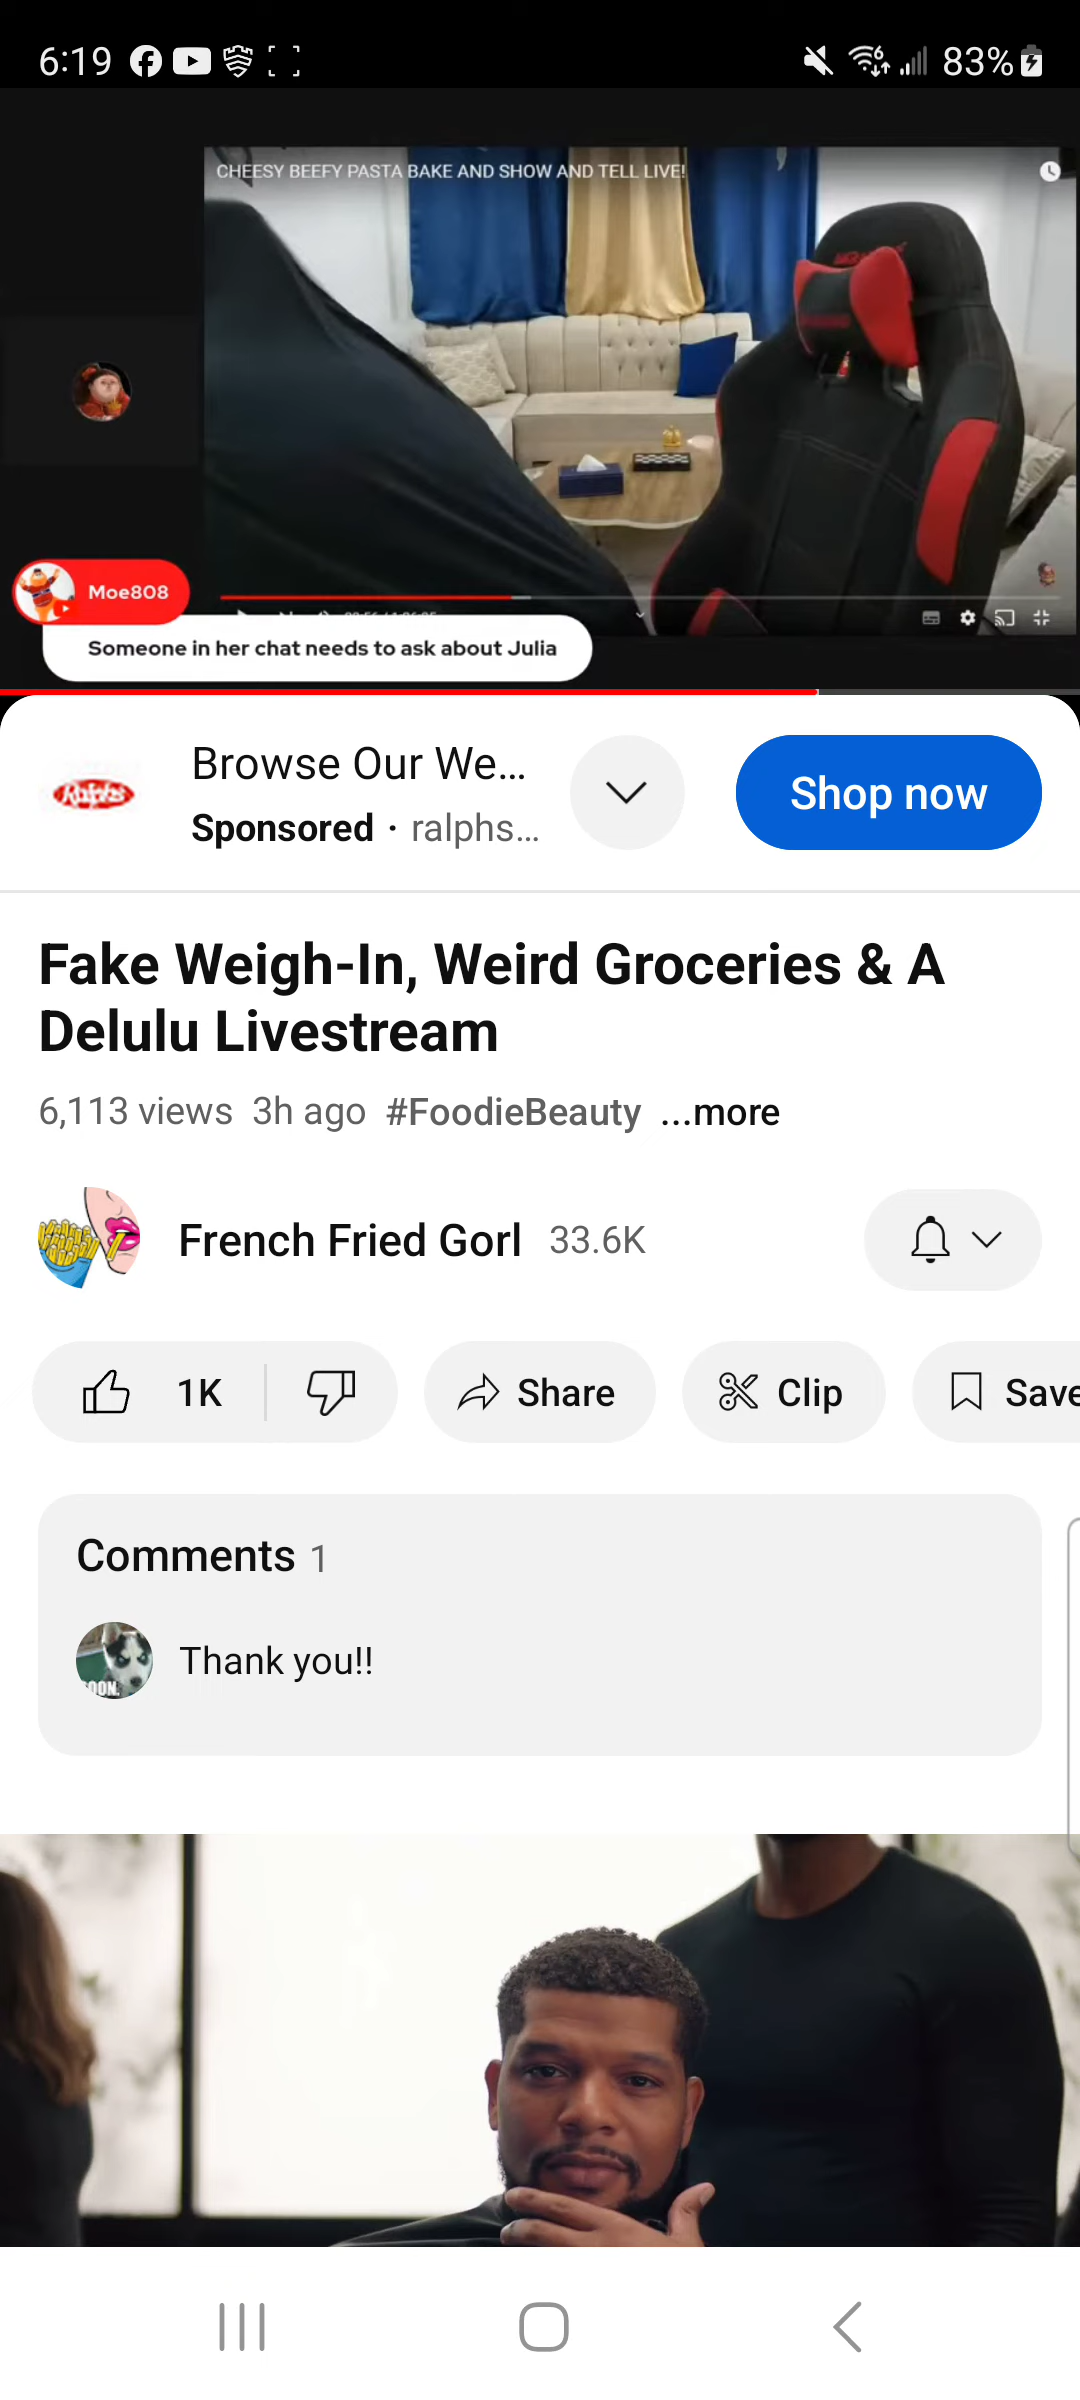 6:19
83%
CHEESY BEEFY PASTA BAKE AND SHOW AND TELL LIVE!
Moe808
Someone in her chat needs to ask about Julia
Ralphs
Browse Our We...
Sponsored · ralphs...
Shop now
Fake Weigh-In, Weird Groceries & A
Delulu Livestream
6,113 views 3h ago #FoodieBeauty ...more
French Fried Gorl 33.6K
1K
Share
Clip
Save
Comments 1
Thank you!!